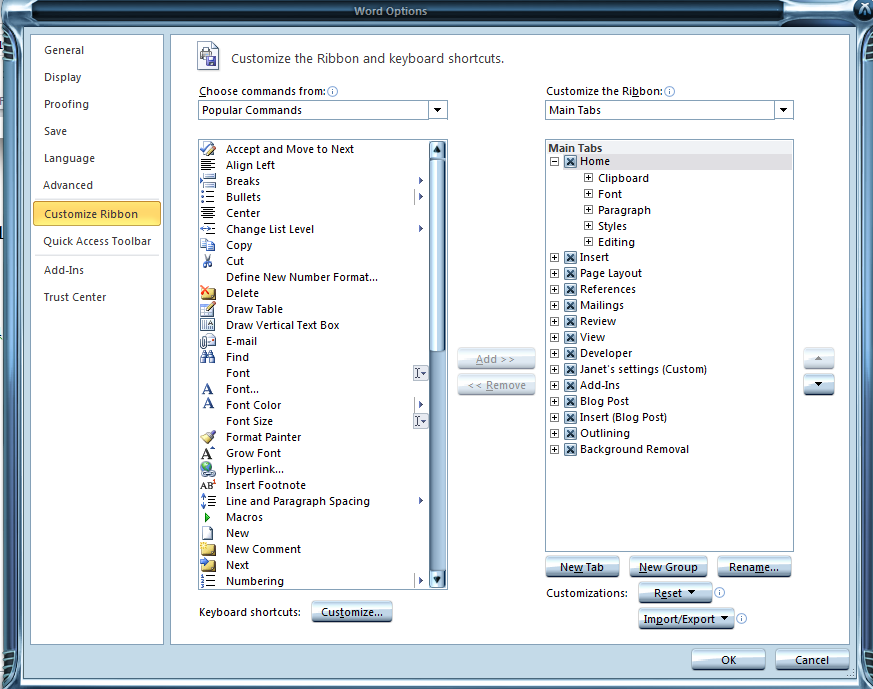 Word Options
General
Display
Proofing
Save
Language
Advanced
Customize Ribbon
Quick Access Toolbar
Add-Ins
Trust Center
Customize the Ribbon and keyboard shortcuts.
Choose commands from:
Popular Commands
Accept and Move to Next
Align Left
Breaks
Bullets
Center
Change List Level
Copy
Cut
Define New Number Format...
Delete
Draw Table
Draw Vertical Text Box
E-mail
Find
Font
Font...
Font Color
Font Size
Format Painter
Grow Font
Hyperlink...
Insert Footnote
Line and Paragraph Spacing
Macros
New
New Comment
Next
Numbering
Keyboard shortcuts: Customize...
Add >>
<< Remove
Customize the Ribbon:
Main Tabs
Main Tabs
Home
Clipboard
Font
Paragraph
Styles
Editing
Insert
Page Layout
References
Mailings
Review
View
Developer
Janet's settings (Custom)
Add-Ins
Blog Post
Insert (Blog Post)
Outlining
Background Removal
New Tab New Group Rename...
Customizations: Reset
Import/Export
OK Cancel